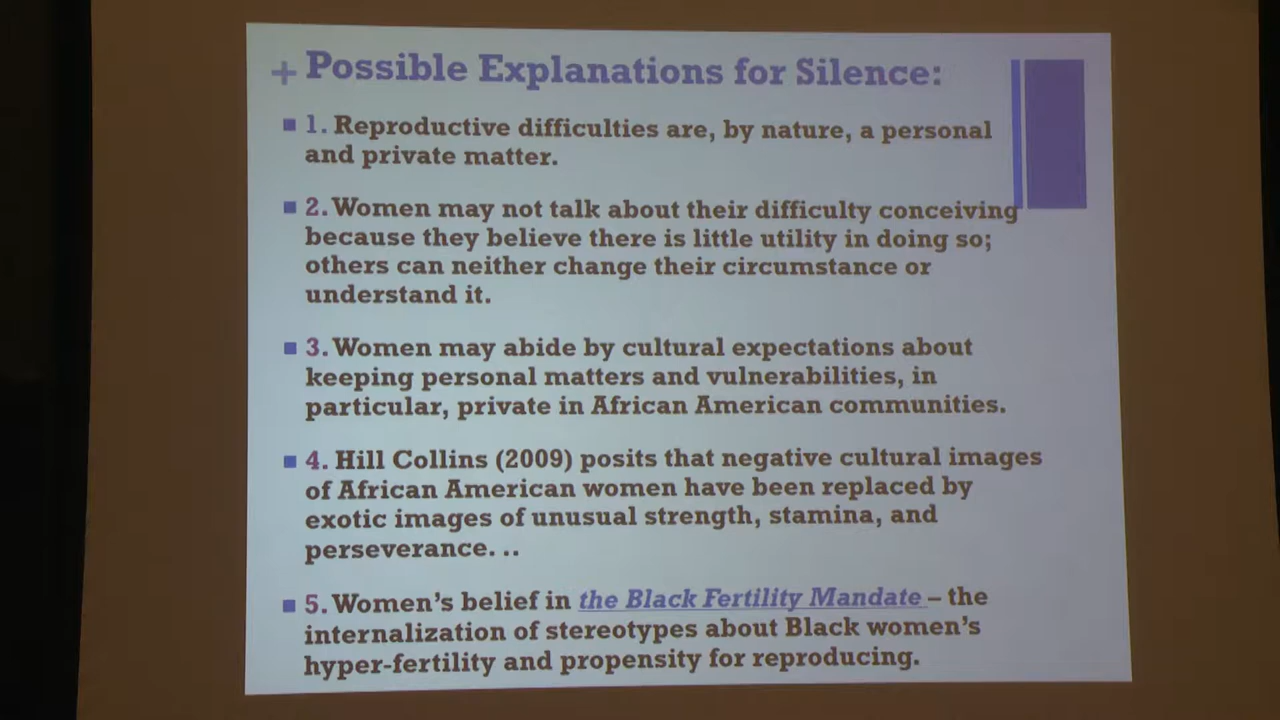 + Possible Explanations for Silence:
1. Reproductive difficulties are, by nature, a personal
and private matter.
2. Women may not talk about their difficulty conceiving
because they believe there is little utility in doing so;
others can neither change their circumstance or
understand it.
3. Women may abide by cultural expectations about
keeping personal matters and vulnerabilities, in
particular, private in African American communities.
4. Hill Collins (2009) posits that negative cultural images
of African American women have been replaced by
exotic images of unusual strength, stamina, and
perseverance. ..
5. Women's belief in the Black Fertility Mandate – the
internalization of stereotypes about Black women's
hyper-fertility and propensity for reproducing.